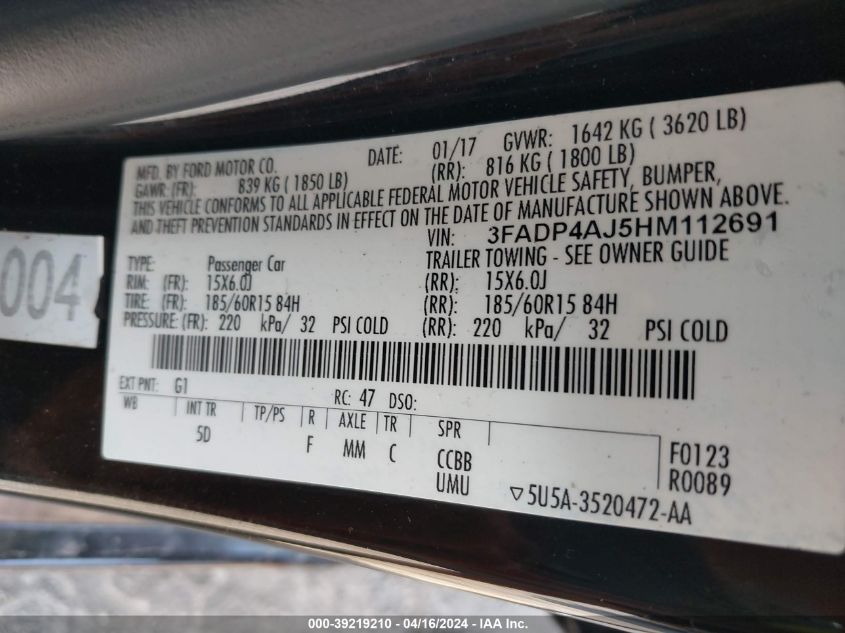 MFD. BY FORD MOTOR CO. DATE: 01/17 GVWR: 1642 KG ( 3620 LB)
GAWR: (FR): 839 KG ( 1850 LB) (RR): 816 KG ( 1800 LB)
THIS VEHICLE CONFORMS TO ALL APPLICABLE FEDERAL MOTOR VEHICLE SAFETY, BUMPER,
AND THEFT PREVENTION STANDARDS IN EFFECT ON THE DATE OF MANUFACTURE SHOWN ABOVE.
VIN: 3FADP4AJ5HM112691
TYPE: Passenger Car TRAILER TOWING - SEE OWNER GUIDE
RIM: (FR): 15X6.0J (RR): 15X6.0J
TIRE: (FR): 185/60R15 84H (RR): 185/60R15 84H
PRESSURE: (FR): 220 kPa/ 32 PSI COLD (RR): 220 kPa/ 32 PSI COLD
004
EXT PNT: G1 RC: 47 DSO:
WB INT TR TP/PS R AXLE TR SPR
5D F MM C CCBB F0123
UMU R0089
▽5U5A-3520472-AA
000-39219210 - 04/16/2024 - IAA Inc.